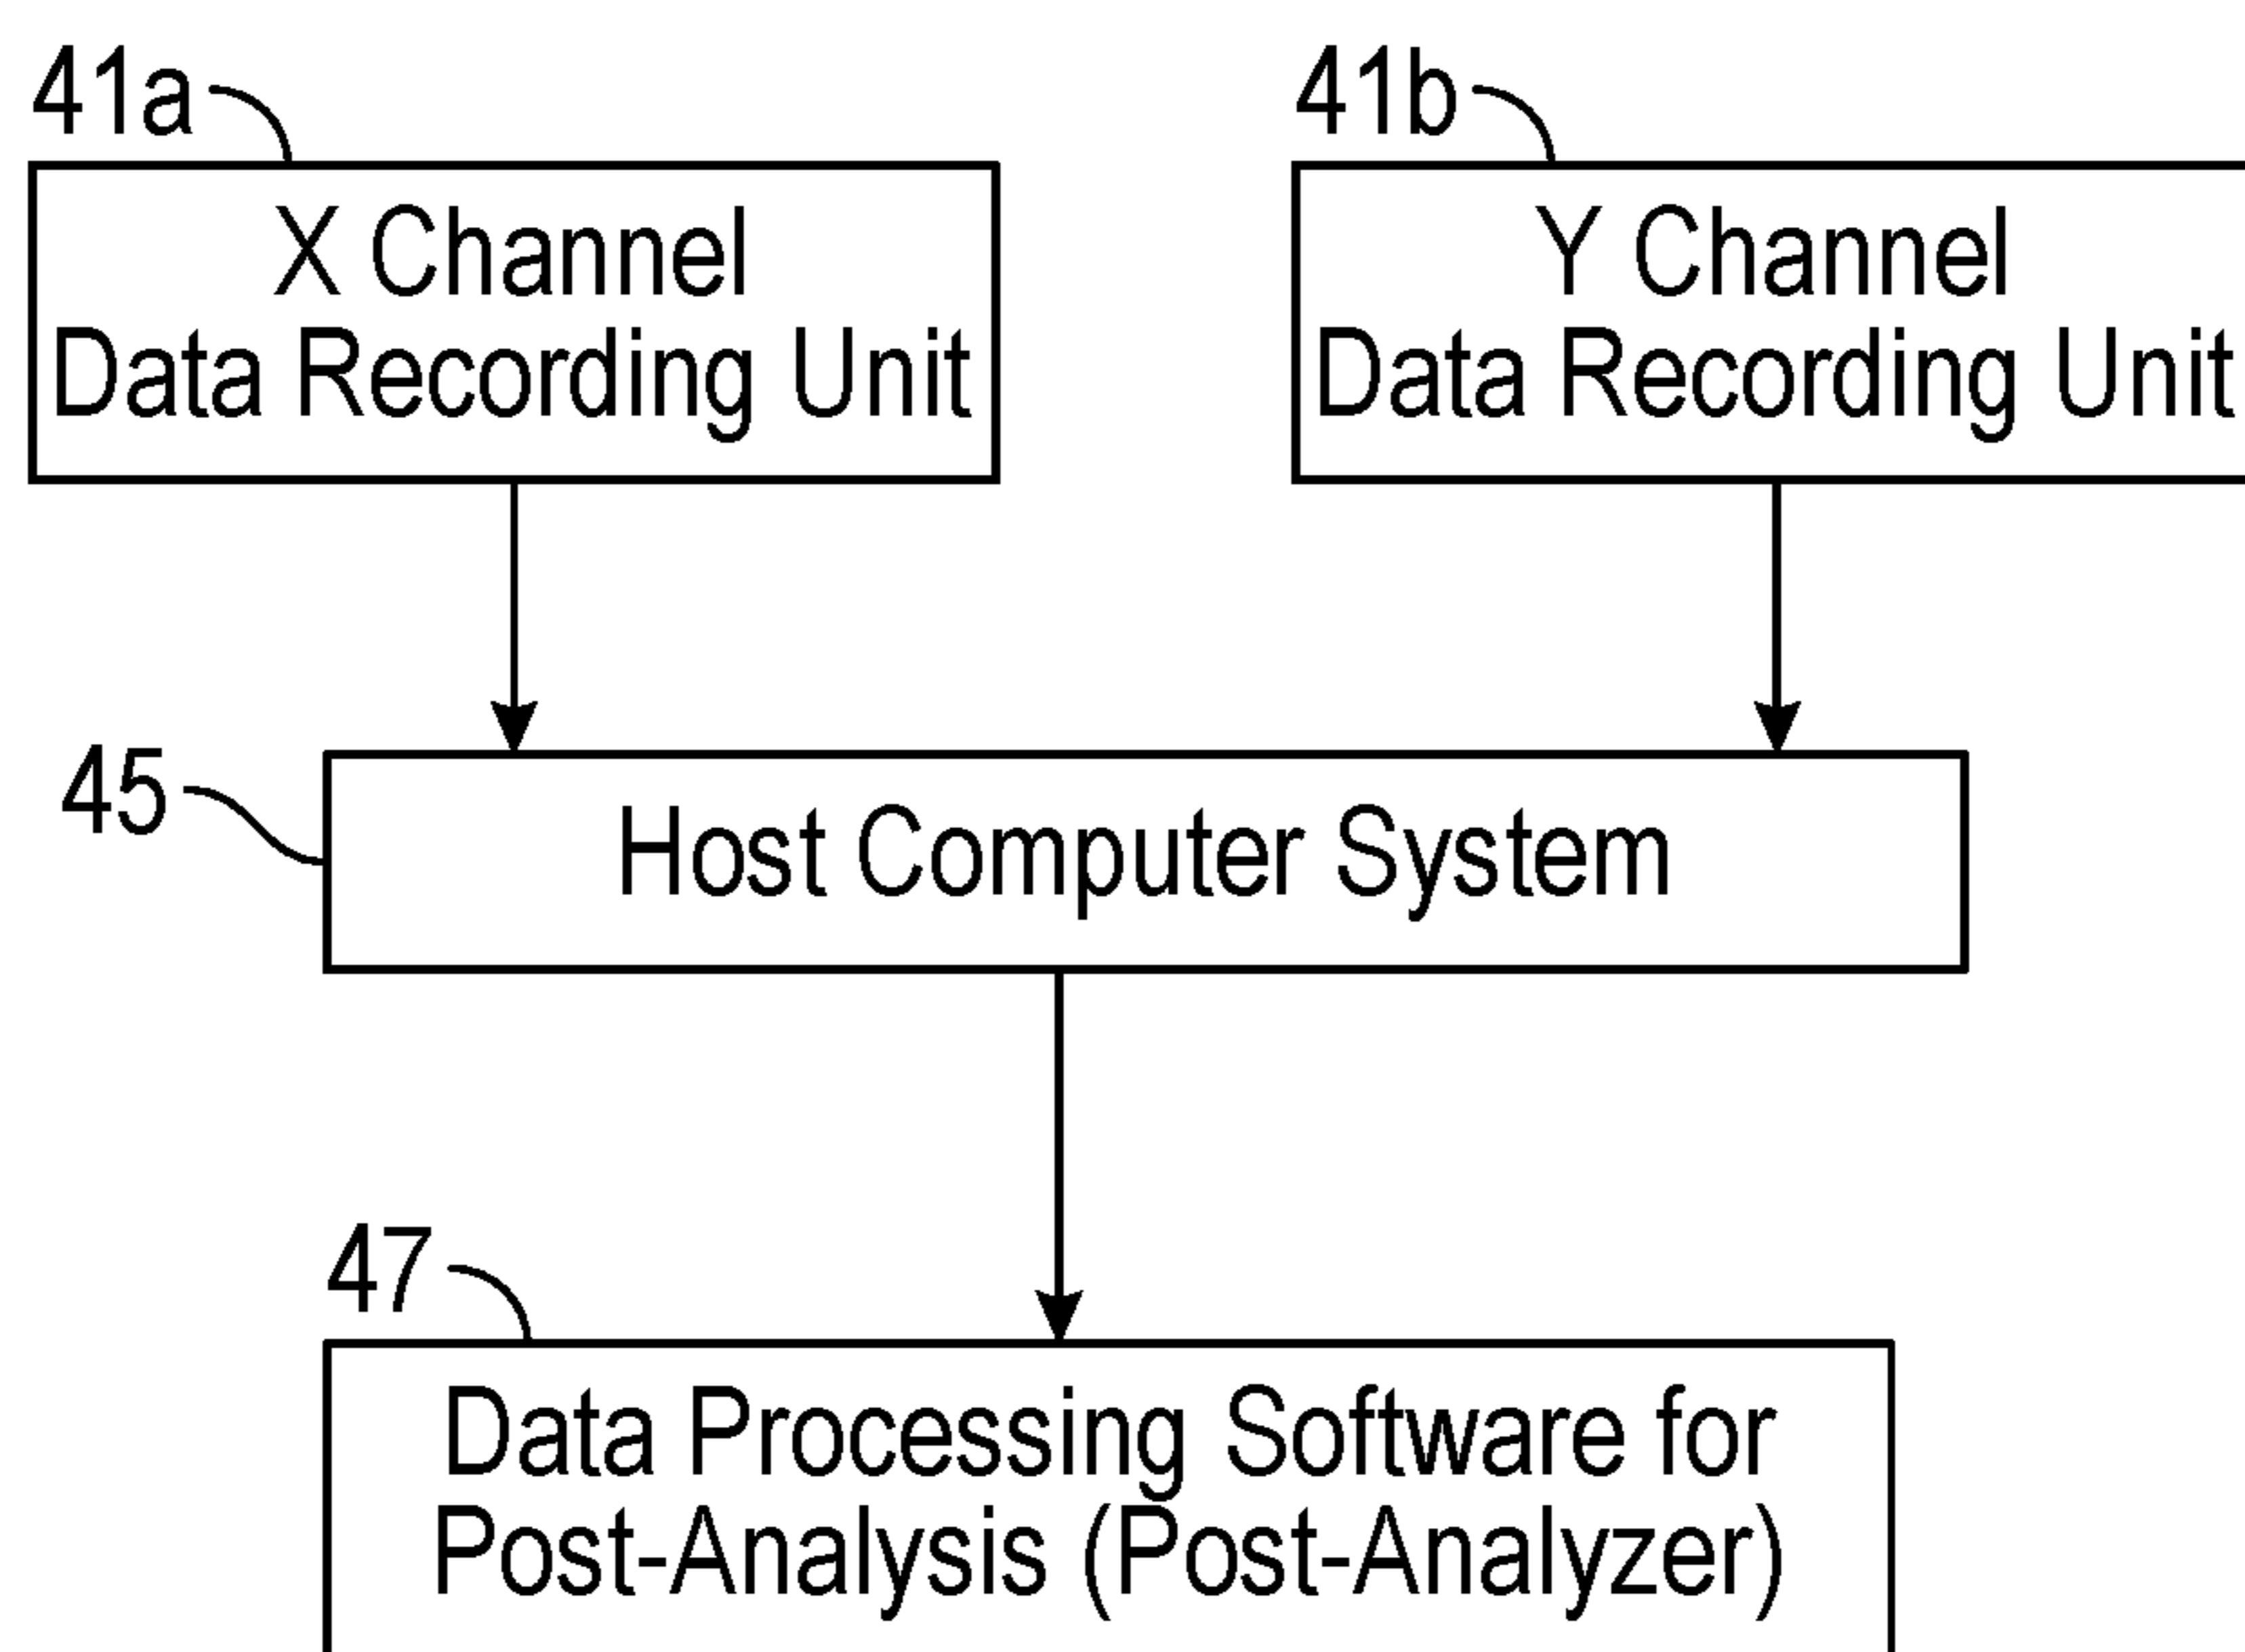 41a
X Channel
Data Recording Unit
41b
Y Channel
Data Recording Unit
45
Host Computer System
47
Data Processing Software for
Post-Analysis (Post-Analyzer)